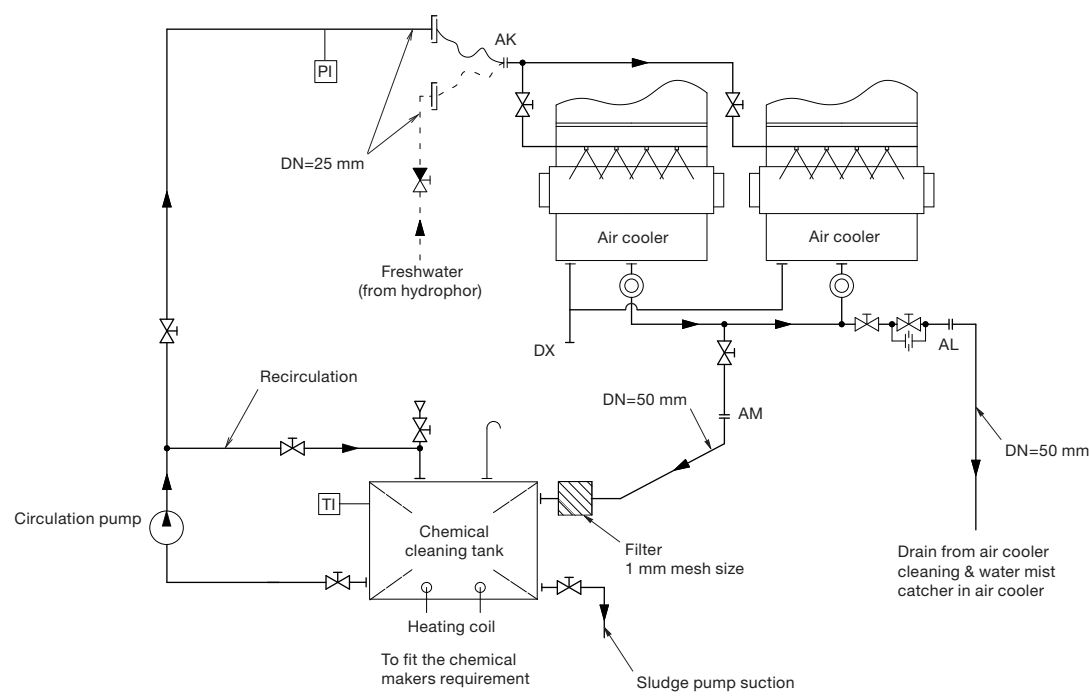 AK
PI
DN=25 mm
Air cooler
Air cooler
Freshwater
(from hydrophor)
DX
AL
Recirculation
DN=50 mm
AM
DN=50 mm
TI
Circulation pump
Chemical
cleaning tank
Filter
1 mm mesh size
Drain from air cooler
cleaning & water mist
catcher in air cooler
Heating coil
To fit the chemical
makers requirement
Sludge pump suction